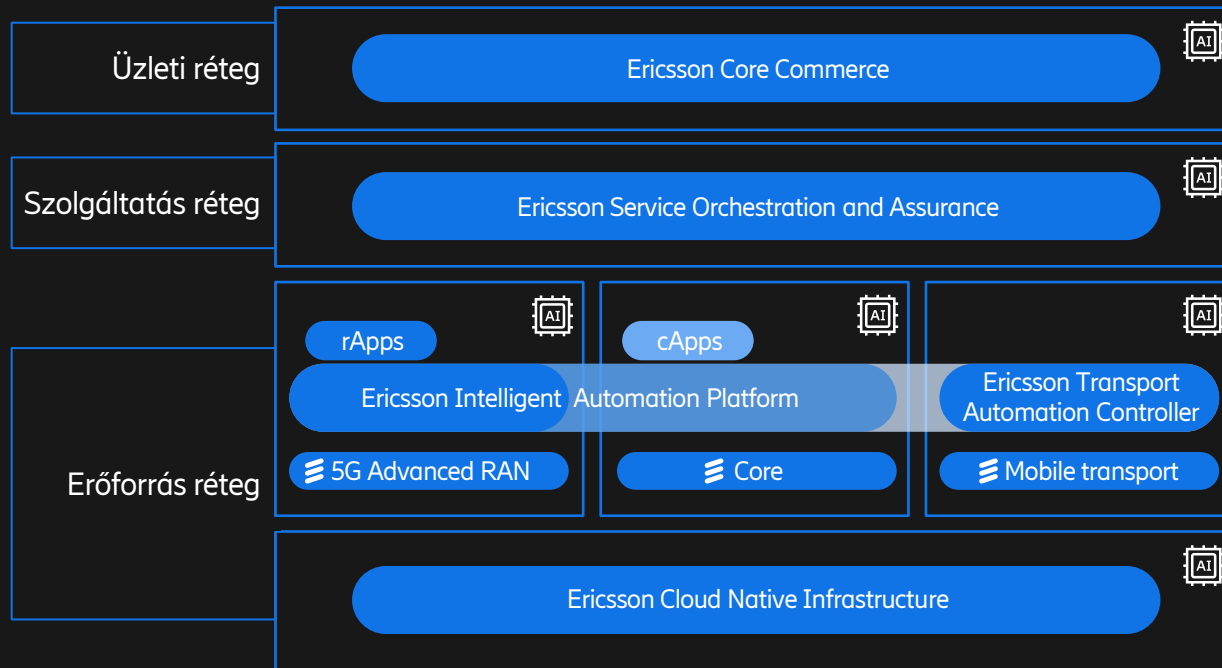 AI
Üzleti réteg
Ericsson Core Commerce
AI
Szolgáltatás réteg
Ericsson Service Orchestration and Assurance
AI
AI
AI
rApps
cApps
Ericsson Intelligent Automation Platform
Ericsson Transport
Automation Controller
5G Advanced RAN
Core
Mobile transport
Erőforrás réteg
AI
Ericsson Cloud Native Infrastructure